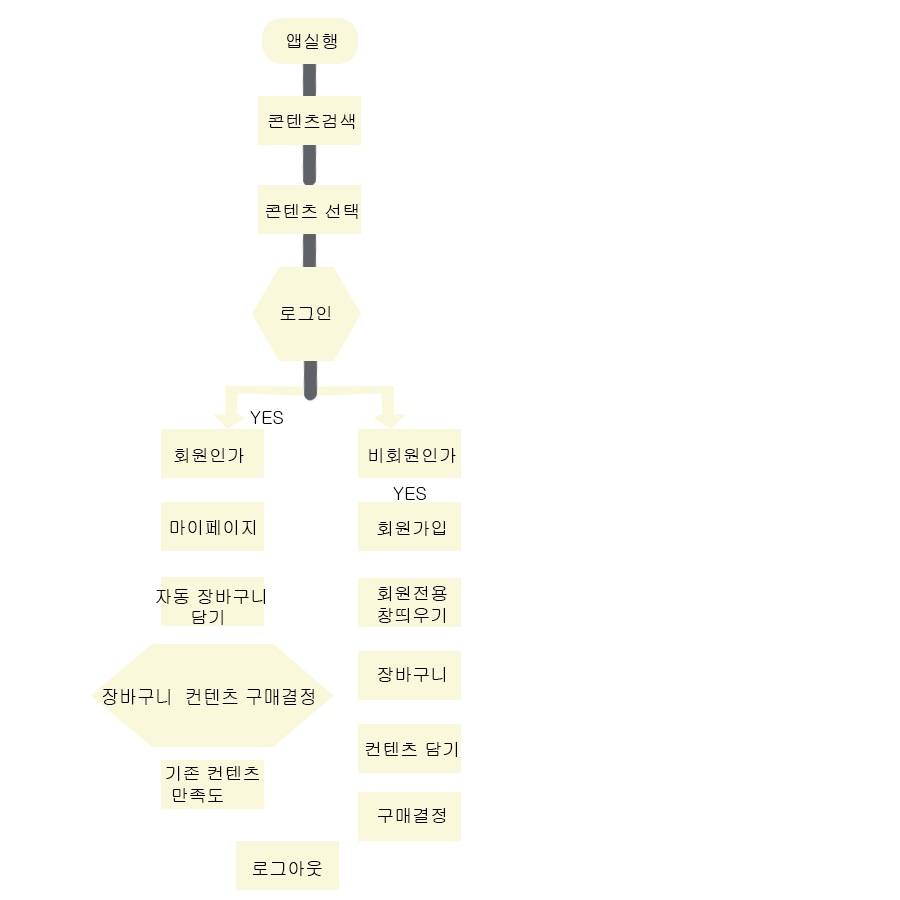 앱실행
콘텐츠검색
콘텐츠 선택
로그인
YES
회원인가
비회원인가
YES
마이페이지
회원가입
자동 장바구니
담기
회원전용
창띄우기
장바구니 컨텐츠 구매결정
장바구니
기존 컨텐츠
만족도
컨텐츠 담기
구매결정
로그아웃